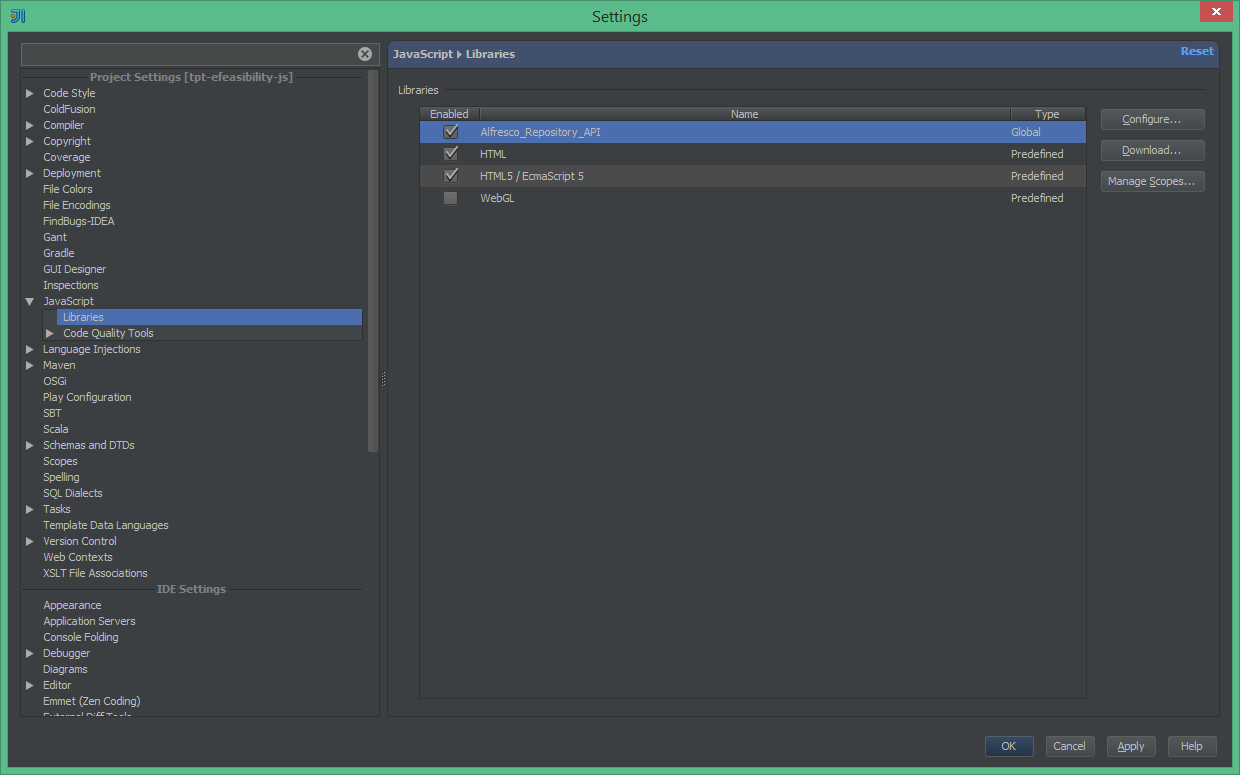 JI
Settings
JavaScript ▸ Libraries
Reset
Project Settings [tpt-efeasibility-js]
Code Style
ColdFusion
Compiler
Copyright
Coverage
Deployment
File Colors
File Encodings
FindBugs-IDEA
Gant
Gradle
GUI Designer
Inspections
JavaScript
Libraries
Code Quality Tools
Language Injections
Maven
OSGi
Play Configuration
SBT
Scala
Schemas and DTDs
Scopes
Spelling
SQL Dialects
Tasks
Template Data Languages
Version Control
Web Contexts
XSLT File Associations
IDE Settings
Appearance
Application Servers
Console Folding
Debugger
Diagrams
Editor
Emmet (Zen Coding)
External Diff Tools
Libraries
Enabled Name Type
Alfresco_Repository_API Global
HTML Predefined
HTML5 / EcmaScript 5 Predefined
WebGL Predefined
Configure...
Download...
Manage Scopes...
OK
Cancel
Apply
Help